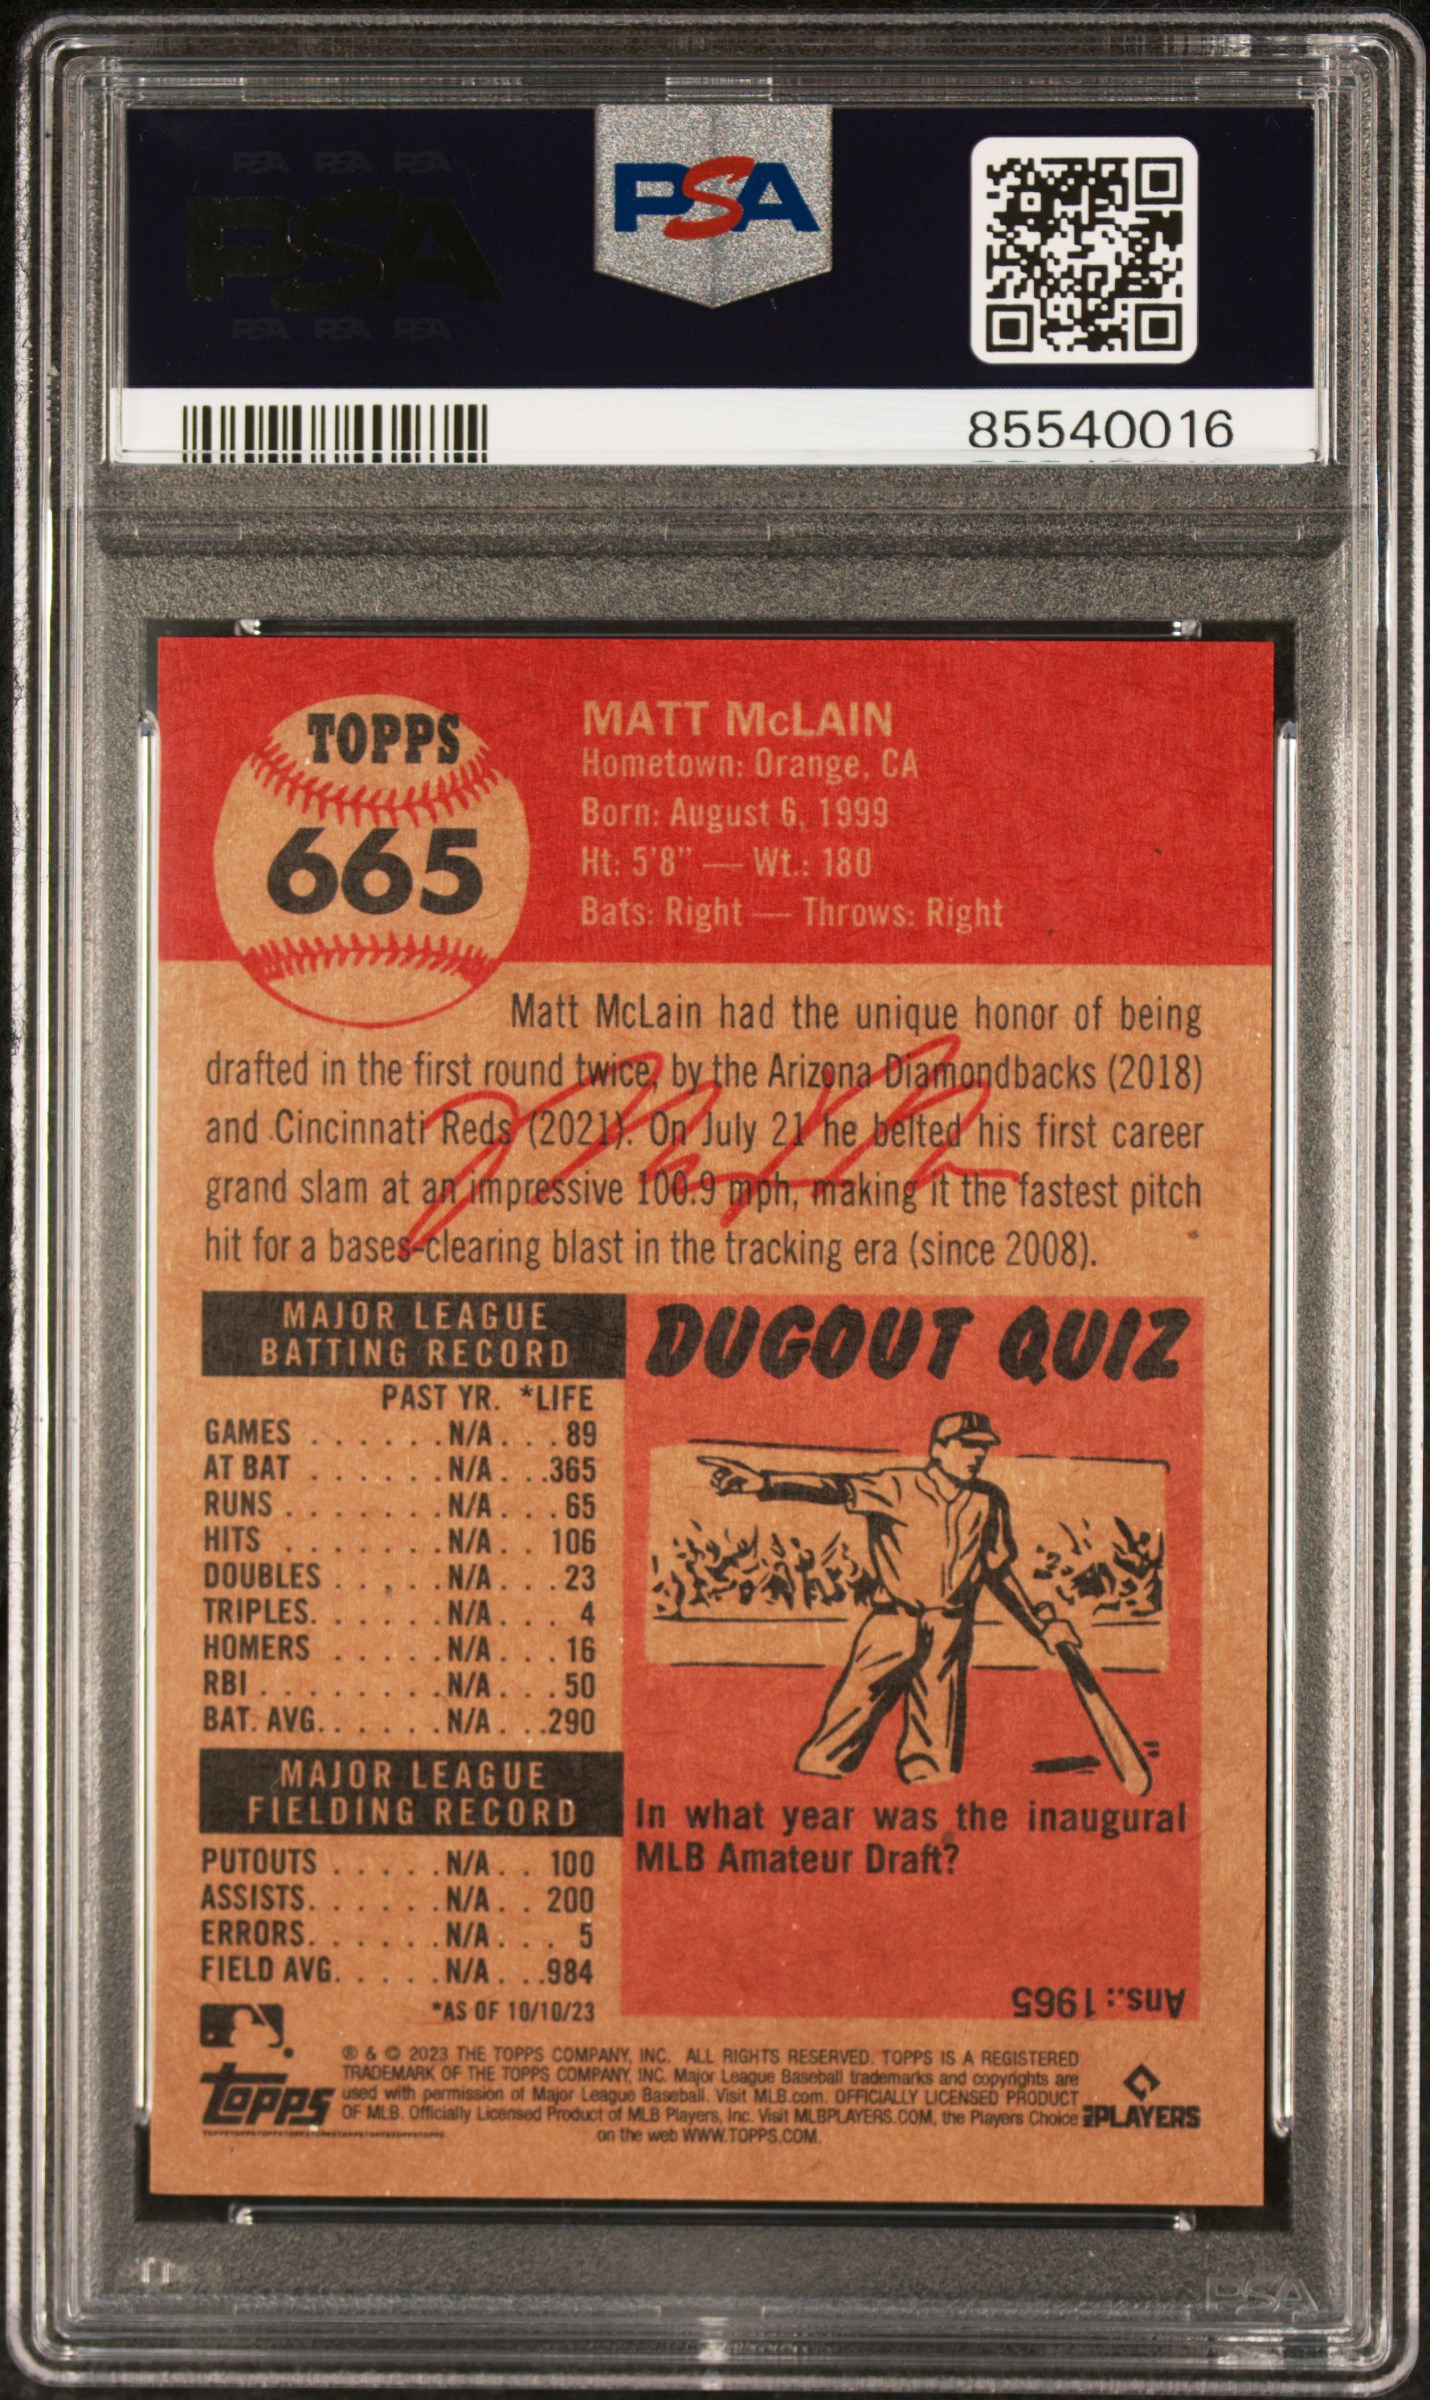 PSA PSA PSA
PSA
PSA PSA PSA
PSA
85540016
TOPPS
665
MATT McLAIN
Hometown: Orange, CA
Born: August 6, 1999
Ht: 5'8" — Wt.: 180
Bats: Right — Throws: Right
Matt McLain had the unique honor of being
drafted in the first round twice, by the Arizona Diamondbacks (2018)
and Cincinnati Reds (2021). On July 21 he belted his first career
grand slam at an impressive 100.9 mph, making it the fastest pitch
hit for a bases-clearing blast in the tracking era (since 2008).
MAJOR LEAGUE
BATTING RECORD
PAST YR. *LIFE
GAMES . . . . . . N/A . . . 89
AT BAT . . . . . . N/A . . .365
RUNS . . . . . . . N/A . . . 65
HITS . . . . . . . N/A . . 106
DOUBLES . . . . . N/A . . . 23
TRIPLES. . . . . . N/A . . . 4
HOMERS . . . . . N/A . . . 16
RBI . . . . . . . . N/A . . . 50
BAT. AVG. . . . . . N/A . . .290
MAJOR LEAGUE
FIELDING RECORD
PUTOUTS . . . . . N/A . . 100
ASSISTS. . . . . . N/A . . 200
ERRORS. . . . . . N/A . . . 5
FIELD AVG. . . . . N/A . . .984
*AS OF 10/10/23
DUGOUT QUIZ
In what year was the inaugural
MLB Amateur Draft?
Ans.: 1965
topps
® & © 2023 THE TOPPS COMPANY, INC. ALL RIGHTS RESERVED. TOPPS IS A REGISTERED
TRADEMARK OF THE TOPPS COMPANY, INC. Major League Baseball trademarks and copyrights are
used with permission of Major League Baseball. Visit MLB.com. OFFICIALLY LICENSED PRODUCT
OF MLB. Officially Licensed Product of MLB Players, Inc. Visit MLBPLAYERS.COM, the Players Choice
on the web WWW.TOPPS.COM.
PLAYERS
PSA